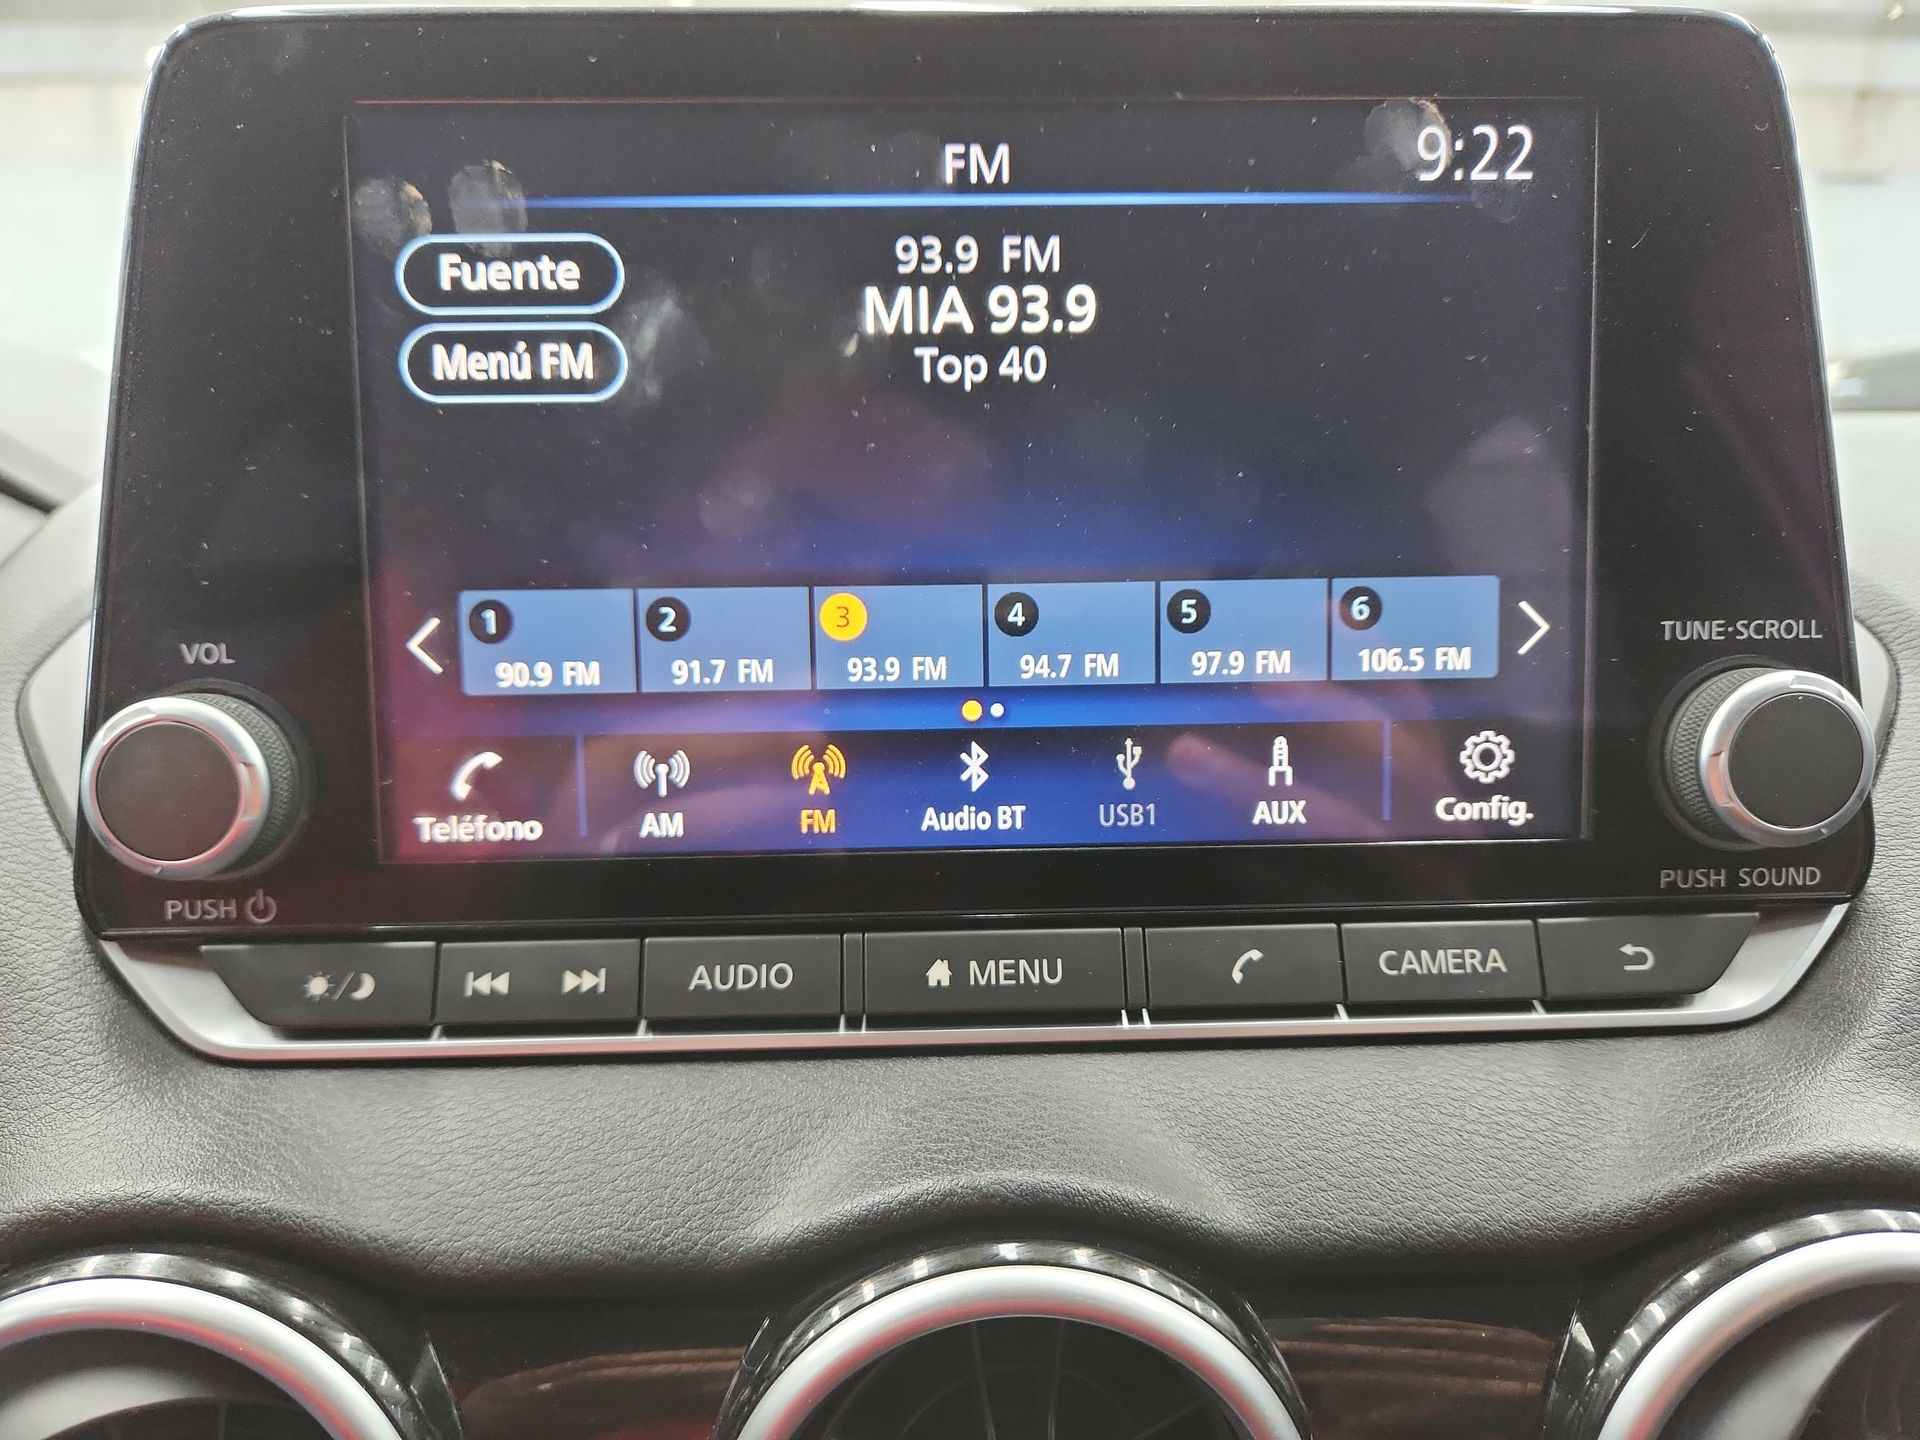 FM
9:22
Fuente
93.9 FM
MIA 93.9
Menú FM
Top 40
1 2 3 4 5 6
90.9 FM 91.7 FM 93.9 FM 94.7 FM 97.9 FM 106.5 FM
Teléfono AM FM Audio BT USB1 AUX Config.
VOL
PUSH
TUNE·SCROLL
PUSH SOUND
AUDIO MENU CAMERA